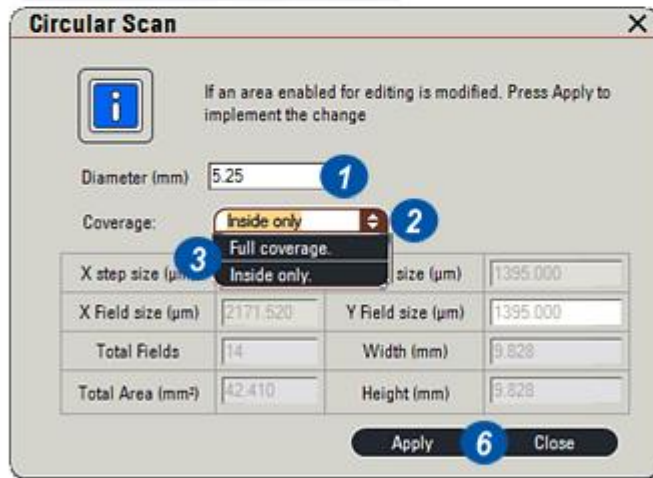 Circular Scan
If an area enabled for editing is modified. Press Apply to
implement the change
Diameter (mm) 5.25 1
Coverage: Inside only 2
Full coverage.
3 Inside only.
X step size (µm) size (µm) 1395.000
X Field size (µm) 2171.520 Y Field size (µm) 1395.000
Total Fields 14 Width (mm) 9.828
Total Area (mm²) 42.410 Height (mm) 9.828
Apply 6 Close